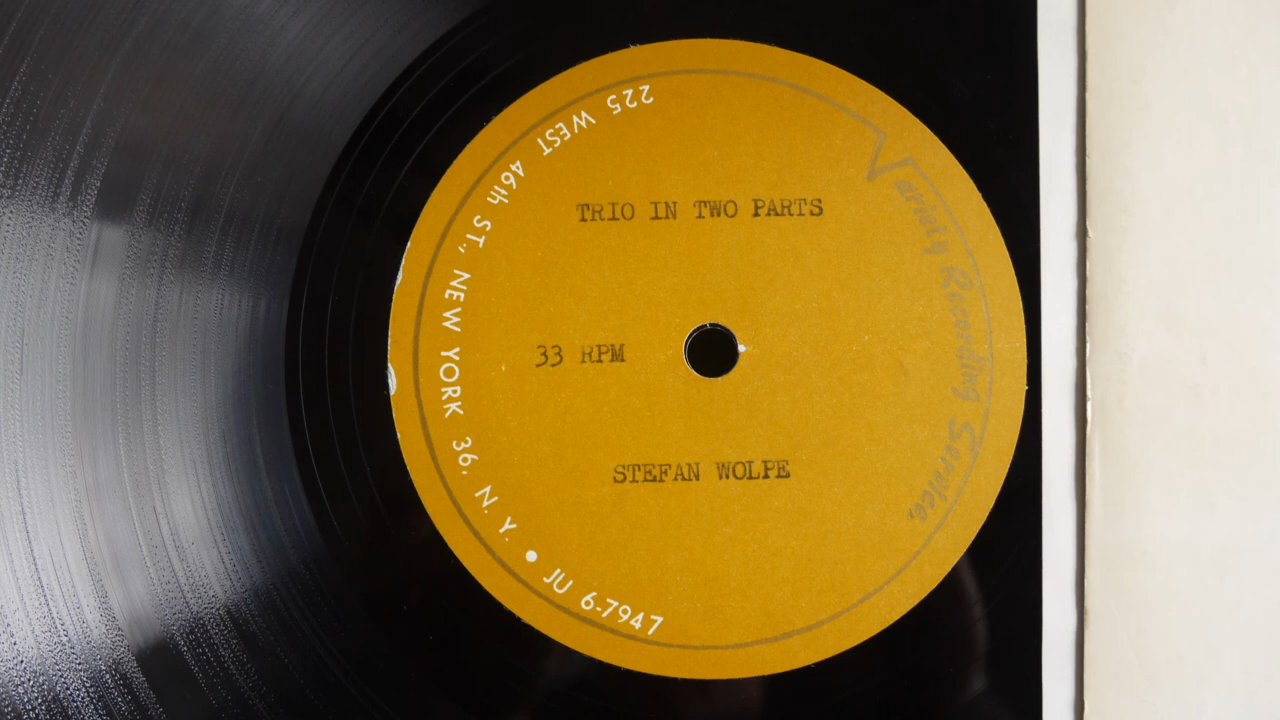 TRIO IN TWO PARTS
33 RPM
STEFAN WOLPE
Variety Recording Service,
225 WEST 46th ST., NEW YORK 36, N. Y. • JU 6-7947